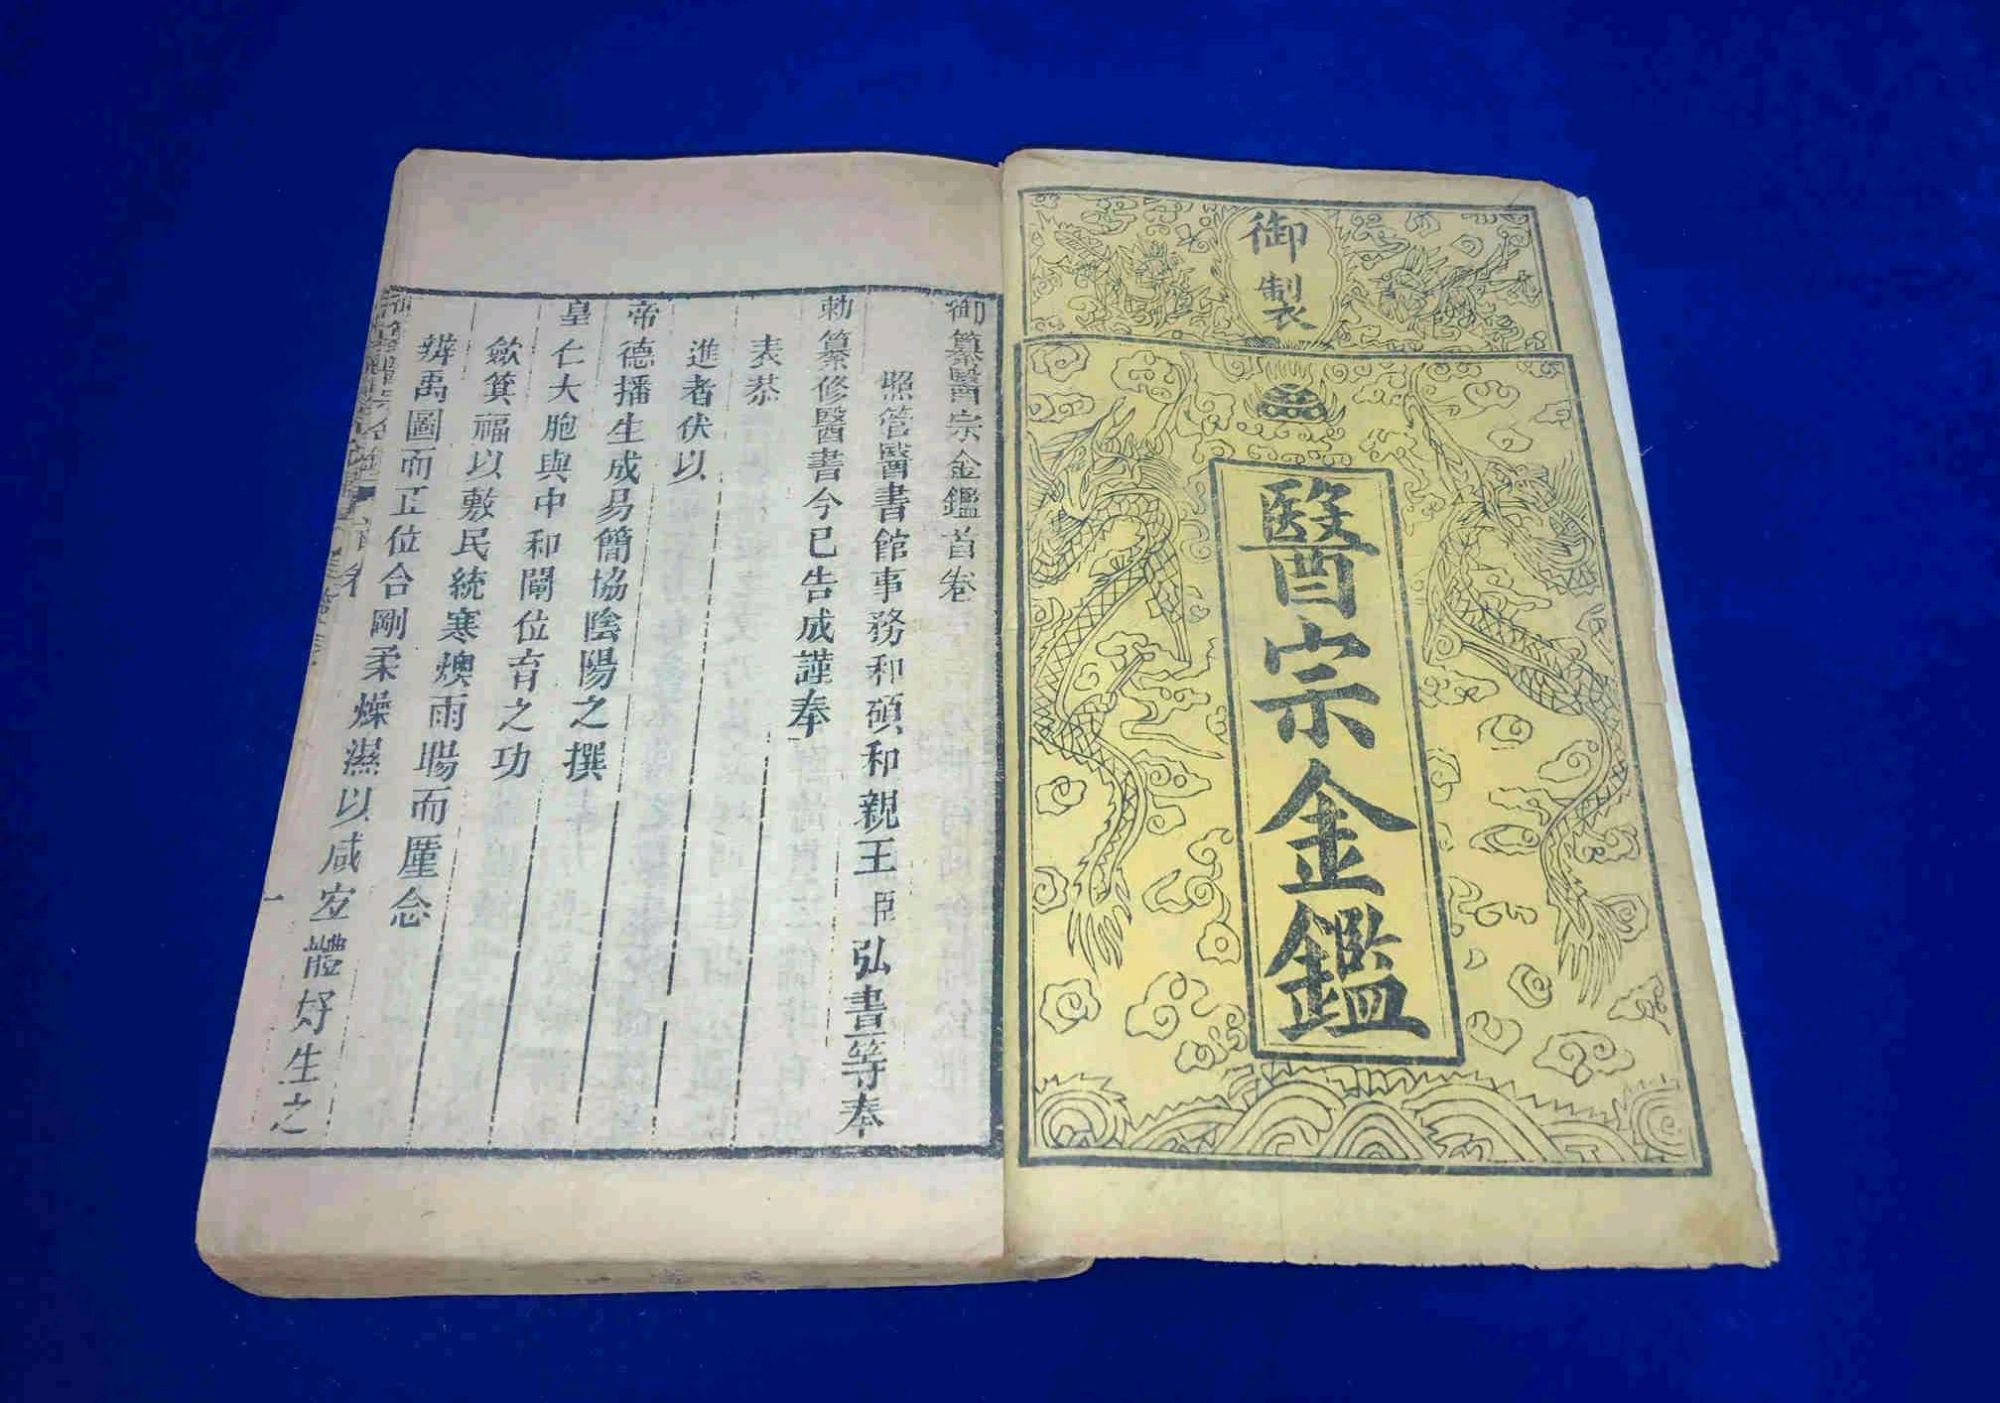 御製
醫宗金鑑
御纂醫宗金鑑首卷
照管醫書館事務和碩和親王臣弘晝等奉
勅纂修醫書今已告成謹奉
表恭
進者伏以
帝德播生成易簡協陰陽之撰
皇仁大胞與中和闡位育之功
歛箕福以敷民統寒燠雨暘而厪念
辨禹圖而正位合剛柔燥濕以咸宜體好生之